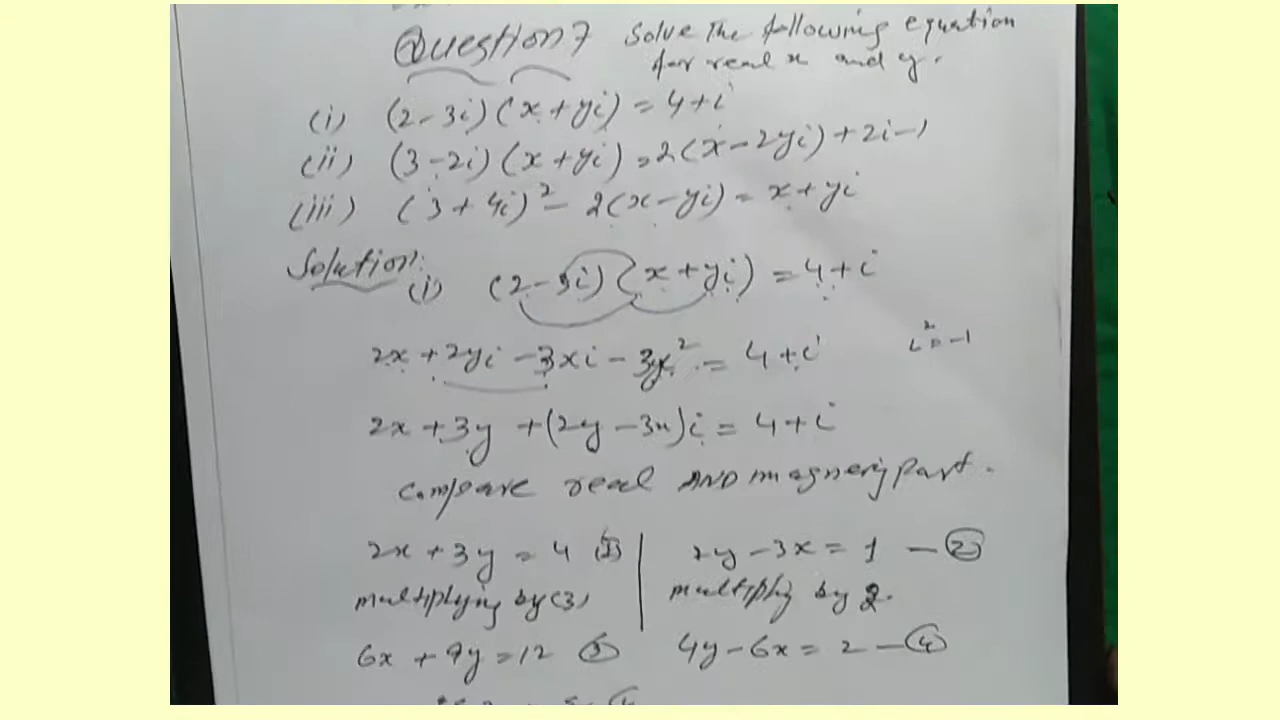 Question 7 Solve The following equation
for real x and y.
(i) (2-3i)(x+yi) = 4+i
(ii) (3-2i)(x+yi) = 2(x-2yi)+2i-1
(iii) (3+4i)² - 2(x-yi) = x+yi
Solution:
(i) (2-3i)(x+yi) = 4+i
2x + 2yi - 3xi - 3yi² = 4+i i² = -1
2x + 3y + (2y - 3x)i = 4+i
compare real AND imagnery part.
2x + 3y = 4 (1) 2y - 3x = 1 - (2)
multiplying by (3) multiply by 2.
6x + 9y = 12 (3) 4y - 6x = 2 - (4)